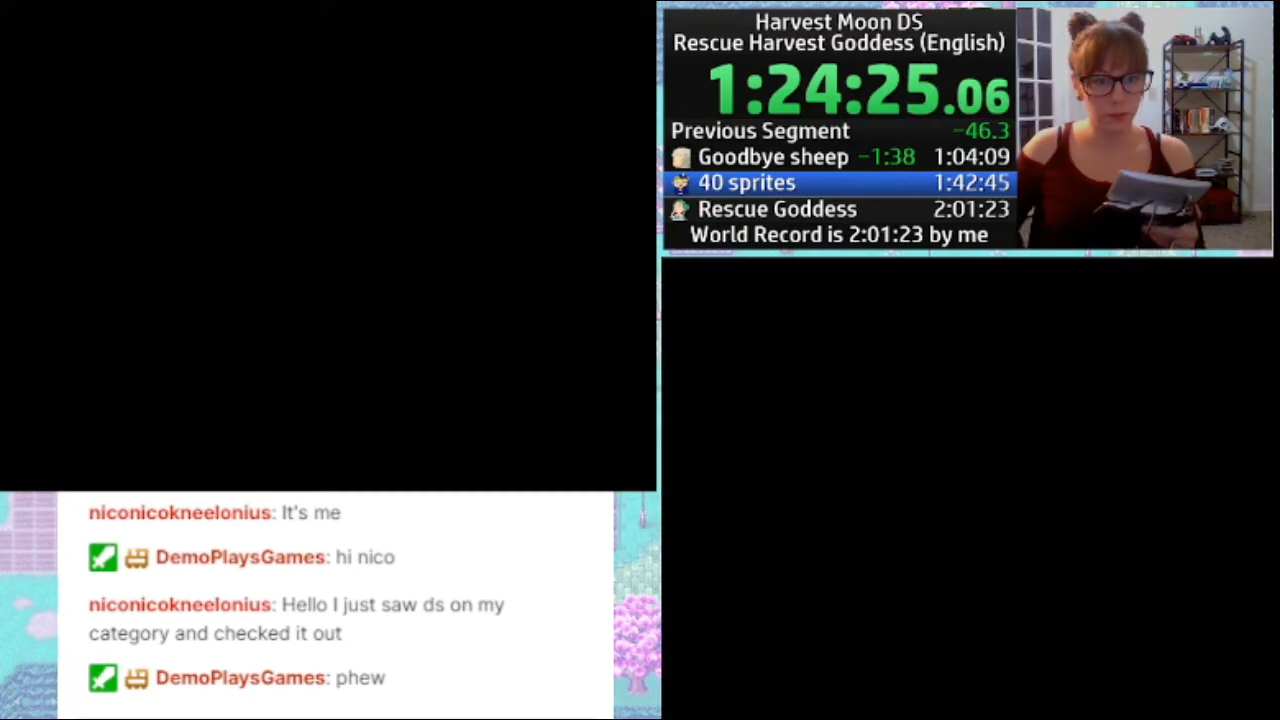 Harvest Moon DS
Rescue Harvest Goddess (English)
1:24:25.06
Previous Segment -46.3
Goodbye sheep -1:38 1:04:09
40 sprites 1:42:45
Rescue Goddess 2:01:23
World Record is 2:01:23 by me
niconicokneelonius: It's me
DemoPlaysGames: hi nico
niconicokneelonius: Hello I just saw ds on my
category and checked it out
DemoPlaysGames: phew